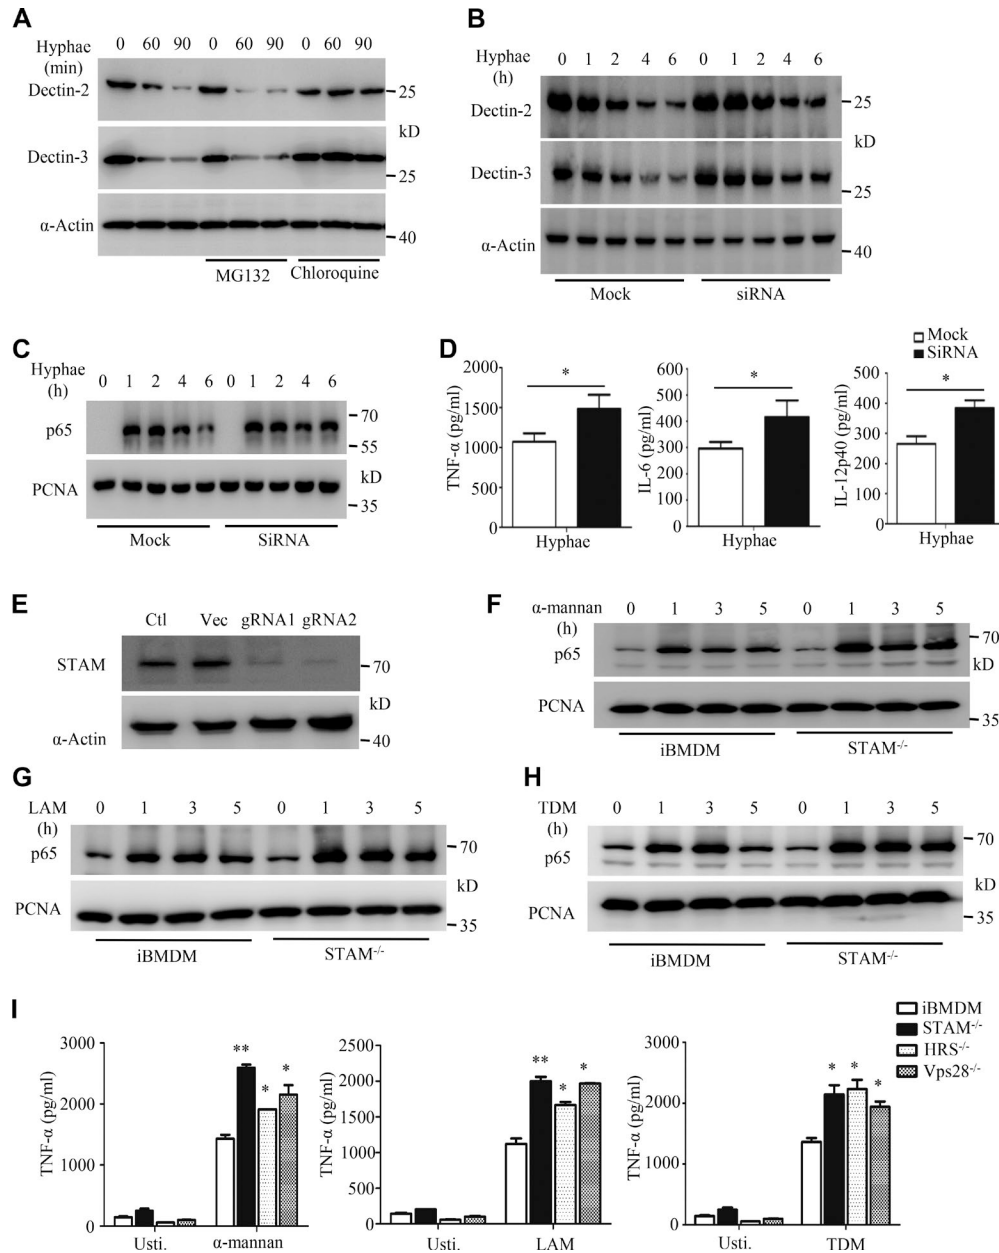 A
Hyphae 0 60 90 0 60 90 0 60 90
(min)
Dectin-2
25
kD
Dectin-3
25
α-Actin
40
MG132 Chloroquine
B
Hyphae 0 1 2 4 6 0 1 2 4 6
(h)
Dectin-2
25
kD
Dectin-3
25
α-Actin
40
Mock siRNA
C
Hyphae 0 1 2 4 6 0 1 2 4 6
(h)
70
p65
55
kD
PCNA
35
Mock SiRNA
D
Mock
SiRNA
TNF-α (pg/ml)
2000
1500
1000
500
0
*
Hyphae
IL-6 (pg/ml)
600
500
400
300
200
100
0
*
Hyphae
IL-12p40 (pg/ml)
500
400
300
200
100
0
*
Hyphae
E
Ctl Vec gRNA1 gRNA2
STAM
70
kD
α-Actin
40
F
α-mannan 0 1 3 5 0 1 3 5
(h)
70
p65
kD
PCNA
35
iBMDM STAM-/-
G
LAM 0 1 3 5 0 1 3 5
(h)
70
p65
kD
PCNA
35
iBMDM STAM-/-
H
TDM 0 1 3 5 0 1 3 5
(h)
70
p65
kD
PCNA
35
iBMDM STAM-/-
I
iBMDM
STAM-/-
HRS-/-
Vps28-/-
TNF-α (pg/ml)
3000
2000
1000
0
** * *
Usti. α-mannan
TNF-α (pg/ml)
2500
2000
1500
1000
500
0
** * *
Usti. LAM
TNF-α (pg/ml)
3000
2000
1000
0
* * *
Usti. TDM